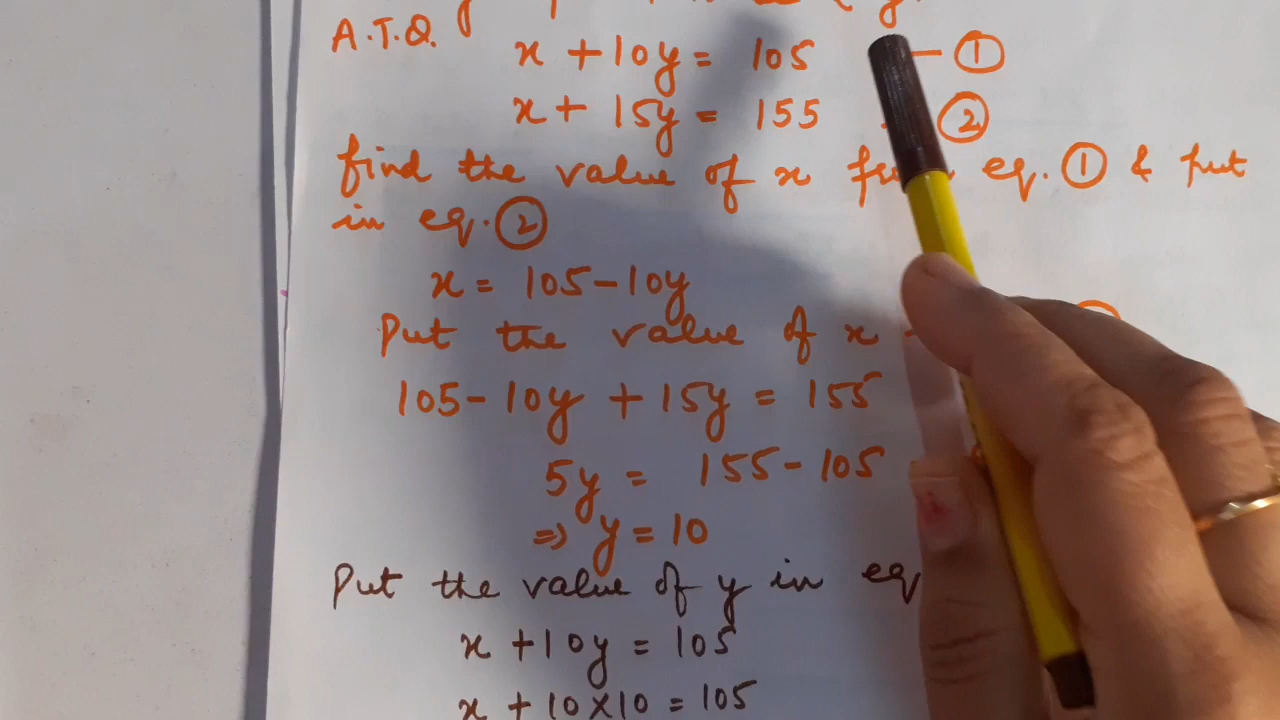 A.T.Q.
x + 10y = 105 — ①
x + 15y = 155 ②
find the value of x eq. ① & put
in eq. ②
x = 105 - 10y
Put the value of x
105 - 10y + 15y = 155
5y = 155 - 105
⇒ y = 10
Put the value of y in eq
x + 10y = 105
x + 10 × 10 = 105